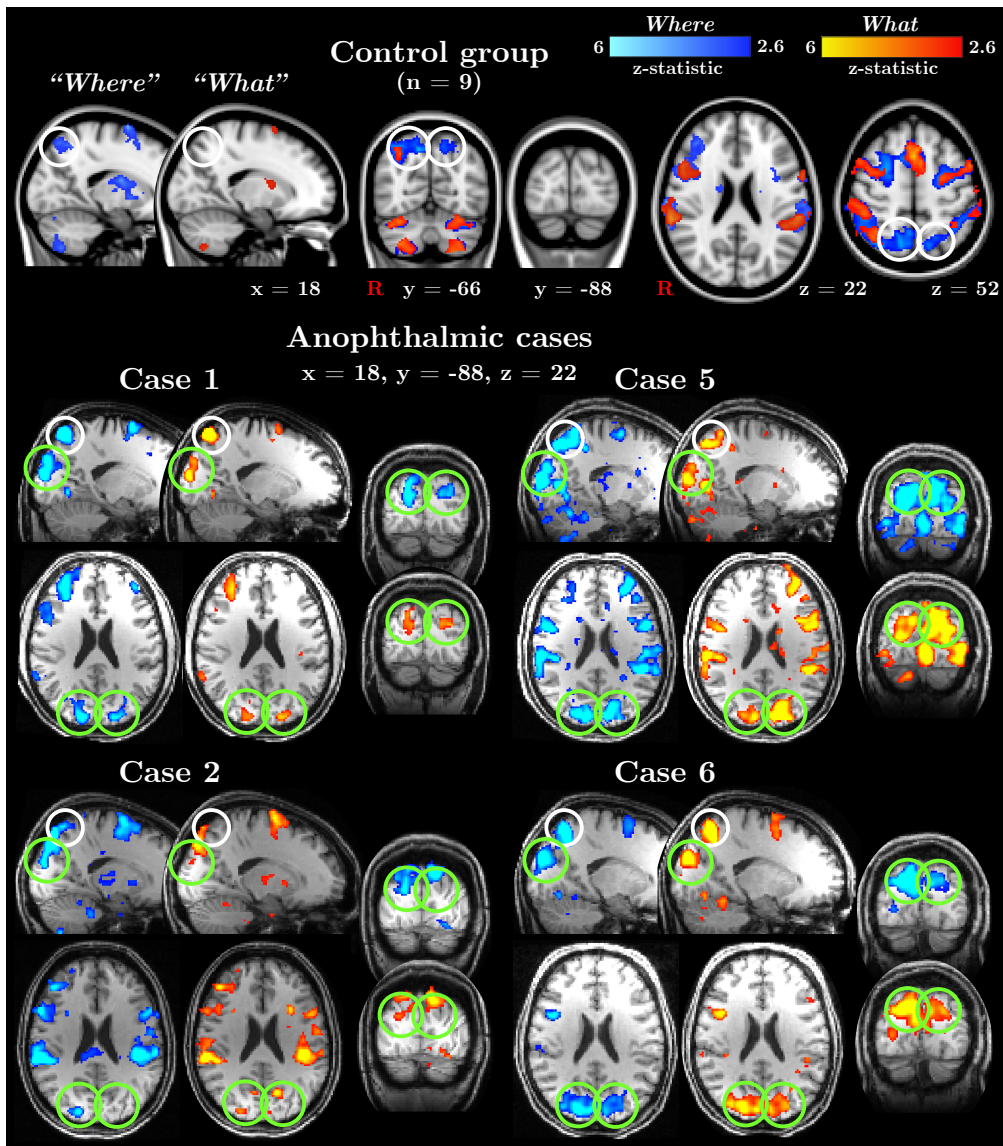 Where
What
6
2.6
6
2.6
z-statistic
z-statistic
Control group
(n = 9)
“Where”
“What”
x = 18
R
y = -66
y = -88
R
z = 22
z = 52
Anophthalmic cases
x = 18, y = -88, z = 22
Case 1
Case 5
Case 2
Case 6